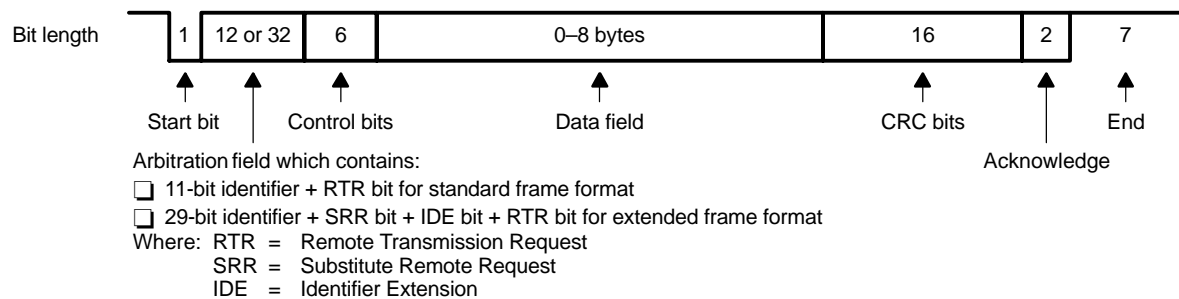 Bit length 1 12 or 32 6 0–8 bytes 16 2 7
Start bit Control bits Data field CRC bits End
Arbitration field which contains: Acknowledge
❏ 11-bit identifier + RTR bit for standard frame format
❏ 29-bit identifier + SRR bit + IDE bit + RTR bit for extended frame format
Where: RTR = Remote Transmission Request
SRR = Substitute Remote Request
IDE = Identifier Extension